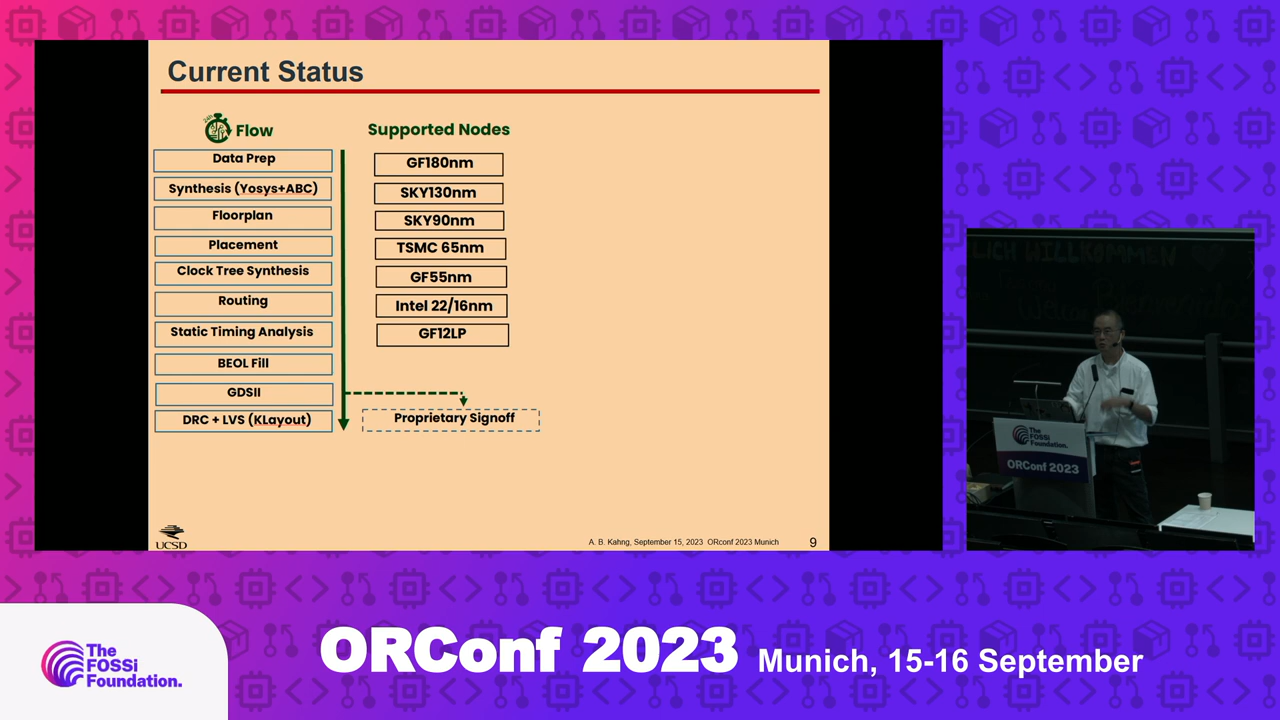 Current Status
24h
Flow
Supported Nodes
Data Prep
Synthesis (Yosys+ABC)
Floorplan
Placement
Clock Tree Synthesis
Routing
Static Timing Analysis
BEOL Fill
GDSII
DRC + LVS (KLayout)
GF180nm
SKY130nm
SKY90nm
TSMC 65nm
GF55nm
Intel 22/16nm
GF12LP
Proprietary Signoff
UCSD
A. B. Kahng, September 15, 2023 ORconf 2023 Munich
9
LICH WILLKOMMEN
The
FOSSi
Foundation.
ORConf 2023
The
FOSSi
Foundation.
ORConf 2023 Munich, 15-16 September